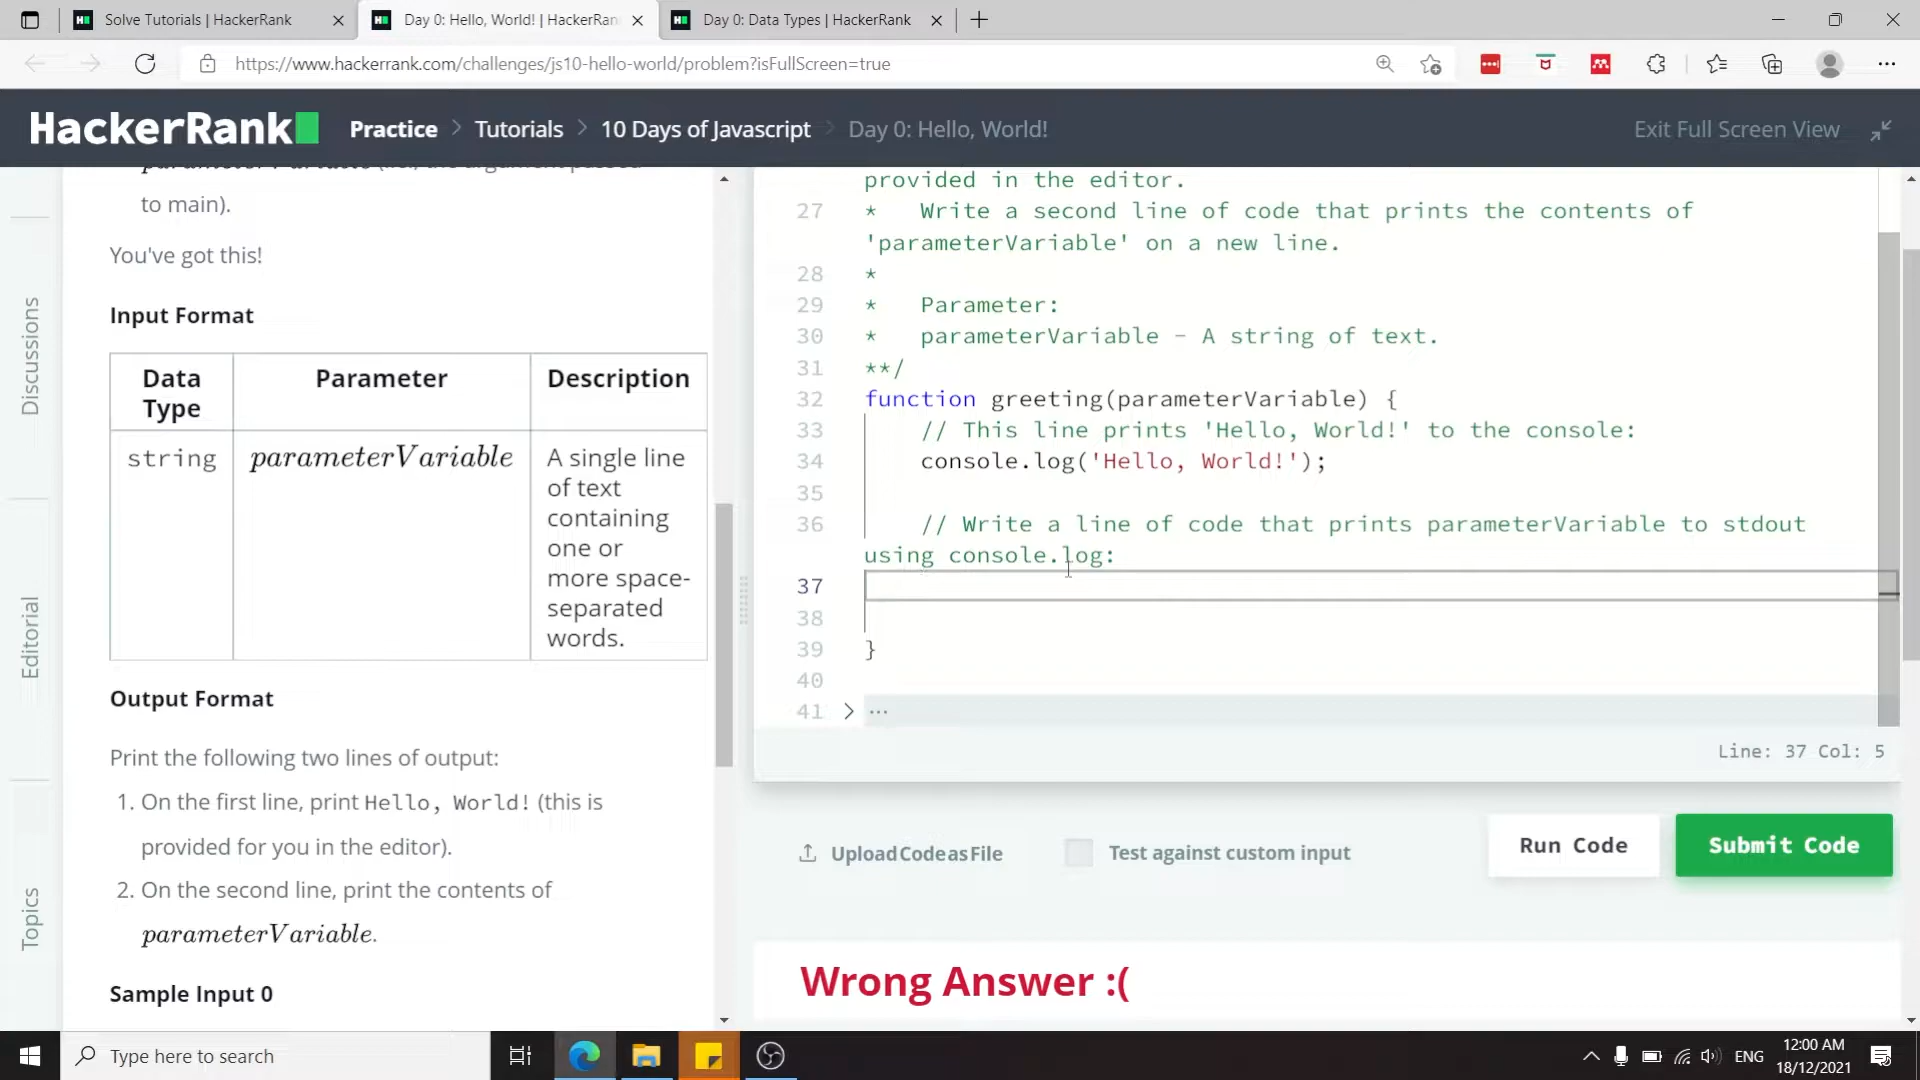 Solve Tutorials | HackerRank
Day 0: Hello, World! | HackerRan
Day 0: Data Types | HackerRank
https://www.hackerrank.com/challenges/js10-hello-world/problem?isFullScreen=true
HackerRank
Practice > Tutorials > 10 Days of Javascript > Day 0: Hello, World!
Exit Full Screen View
to main).
You've got this!
Input Format
Data Type
Parameter
Description
string
parameterVariable
A single line
of text
containing
one or
more space-
separated
words.
Output Format
Print the following two lines of output:
1. On the first line, print Hello, World! (this is
provided for you in the editor).
2. On the second line, print the contents of
parameterVariable.
Sample Input 0
Discussions
Editorial
Topics
provided in the editor.
27 *   Write a second line of code that prints the contents of
'parameterVariable' on a new line.
28 *
29 *   Parameter:
30 *   parameterVariable - A string of text.
31 **/
32 function greeting(parameterVariable) {
33     // This line prints 'Hello, World!' to the console:
34     console.log('Hello, World!');
35
36     // Write a line of code that prints parameterVariable to stdout
using console.log:
37
38
39 }
40
41 > ...
Line: 37 Col: 5
Upload Code as File
Test against custom input
Run Code
Submit Code
Wrong Answer :(
Type here to search
ENG
12:00 AM
18/12/2021